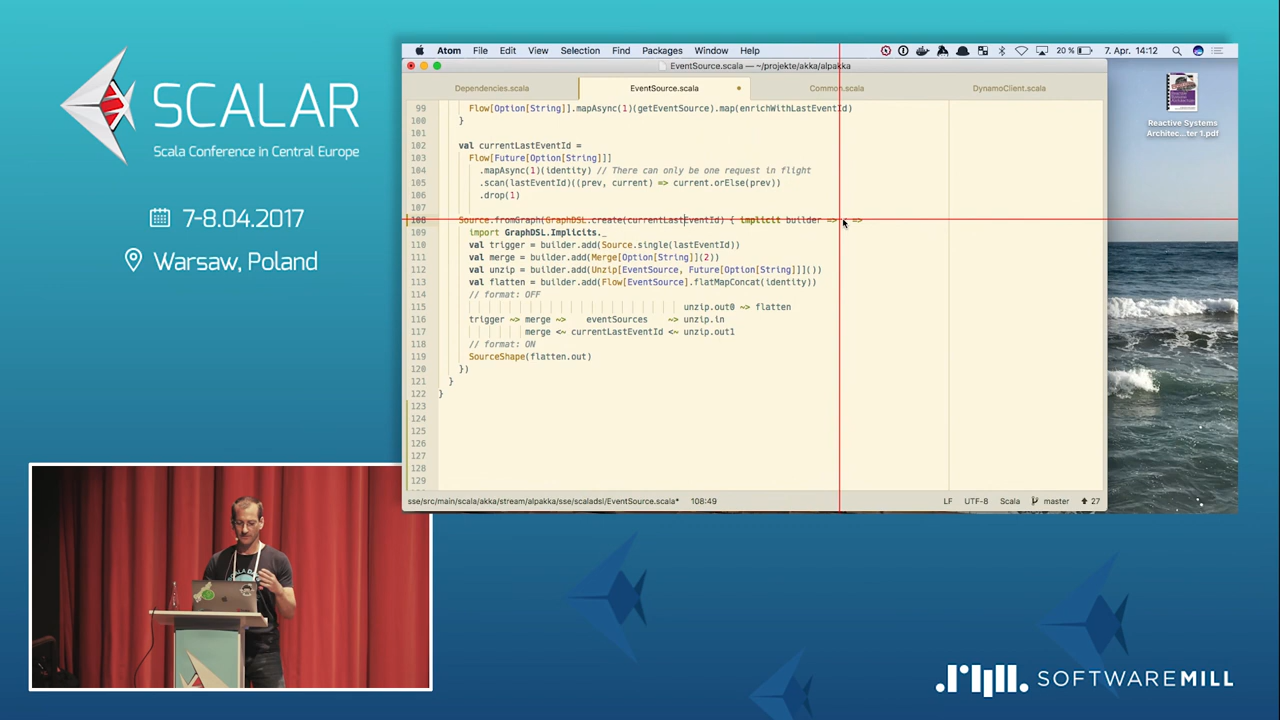 SCALAR
Scala Conference in Central Europe
7-8.04.2017
Warsaw, Poland
Atom File Edit View Selection Find Packages Window Help
20 % 7. Apr. 14:12
EventSource.scala — ~/projekte/akka/alpakka
Dependencies.scala EventSource.scala Common.scala DynamoClient.scala
99 Flow[Option[String]].mapAsync(1)(getEventSource).map(enrichWithLastEventId)
100 }
101
102 val currentLastEventId =
103 Flow[Future[Option[String]]]
104 .mapAsync(1)(identity) // There can only be one request in flight
105 .scan(lastEventId)((prev, current) => current.orElse(prev))
106 .drop(1)
107
108 Source.fromGraph(GraphDSL.create(currentLastEventId) { implicit builder => =>
109 import GraphDSL.Implicits._
110 val trigger = builder.add(Source.single(lastEventId))
111 val merge = builder.add(Merge[Option[String]](2))
112 val unzip = builder.add(Unzip[EventSource, Future[Option[String]]]())
113 val flatten = builder.add(Flow[EventSource].flatMapConcat(identity))
114 // format: OFF
115 unzip.out0 ~> flatten
116 trigger ~> merge ~> eventSources ~> unzip.in
117 merge <~ currentLastEventId <~ unzip.out1
118 // format: ON
119 SourceShape(flatten.out)
120 })
121 }
122 }
123
124
125
126
127
128
129
sse/src/main/scala/akka/stream/alpakka/sse/scaladsl/EventSource.scala* 108:49 LF UTF-8 Scala master 27
Reactive Systems
Architec...ter 1.pdf
SOFTWAREMILL